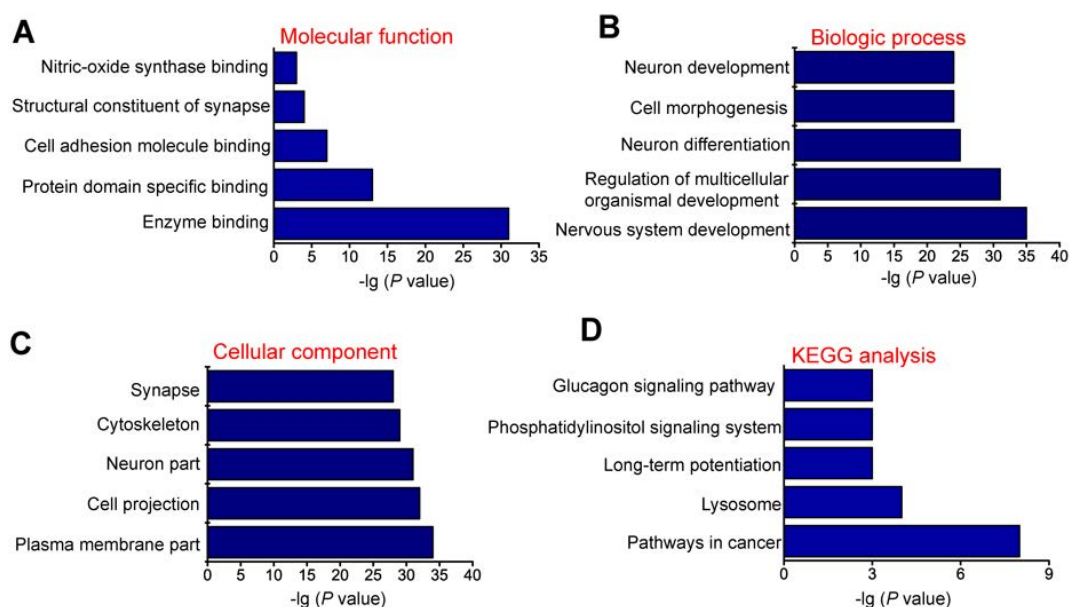 A
Molecular function
Nitric-oxide synthase binding
Structural constituent of synapse
Cell adhesion molecule binding
Protein domain specific binding
Enzyme binding
0 5 10 15 20 25 30 35
-lg (P value)
B
Biologic process
Neuron development
Cell morphogenesis
Neuron differentiation
Regulation of multicellular
organismal development
Nervous system development
0 5 10 15 20 25 30 35 40
-lg (P value)
C
Cellular component
Synapse
Cytoskeleton
Neuron part
Cell projection
Plasma membrane part
0 5 10 15 20 25 30 35 40
-lg (P value)
D
KEGG analysis
Glucagon signaling pathway
Phosphatidylinositol signaling system
Long-term potentiation
Lysosome
Pathways in cancer
0 3 6 9
-lg (P value)